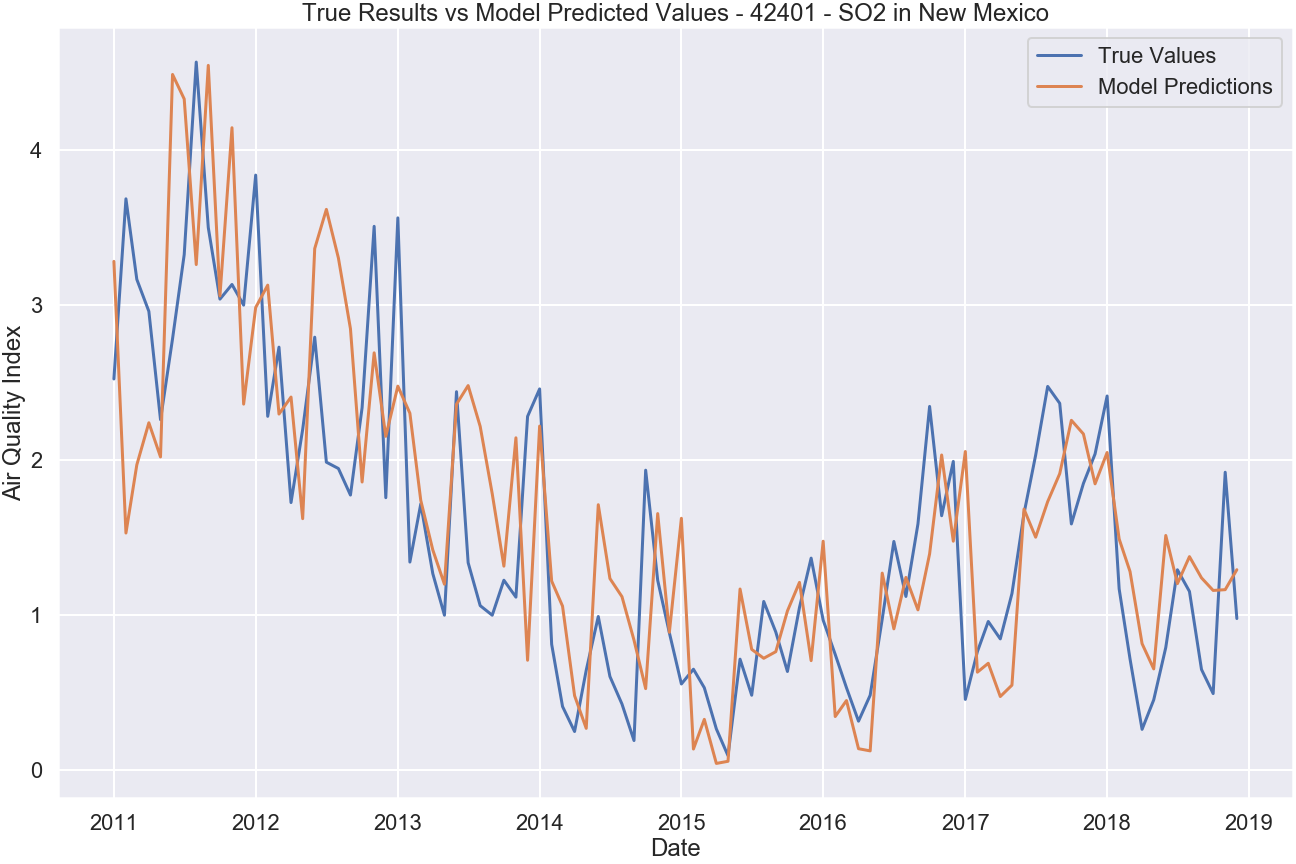 True Results vs Model Predicted Values - 42401 - SO2 in New Mexico
True Values
Model Predictions
Air Quality Index
4
3
2
1
0
2011 2012 2013 2014 2015 2016 2017 2018 2019
Date